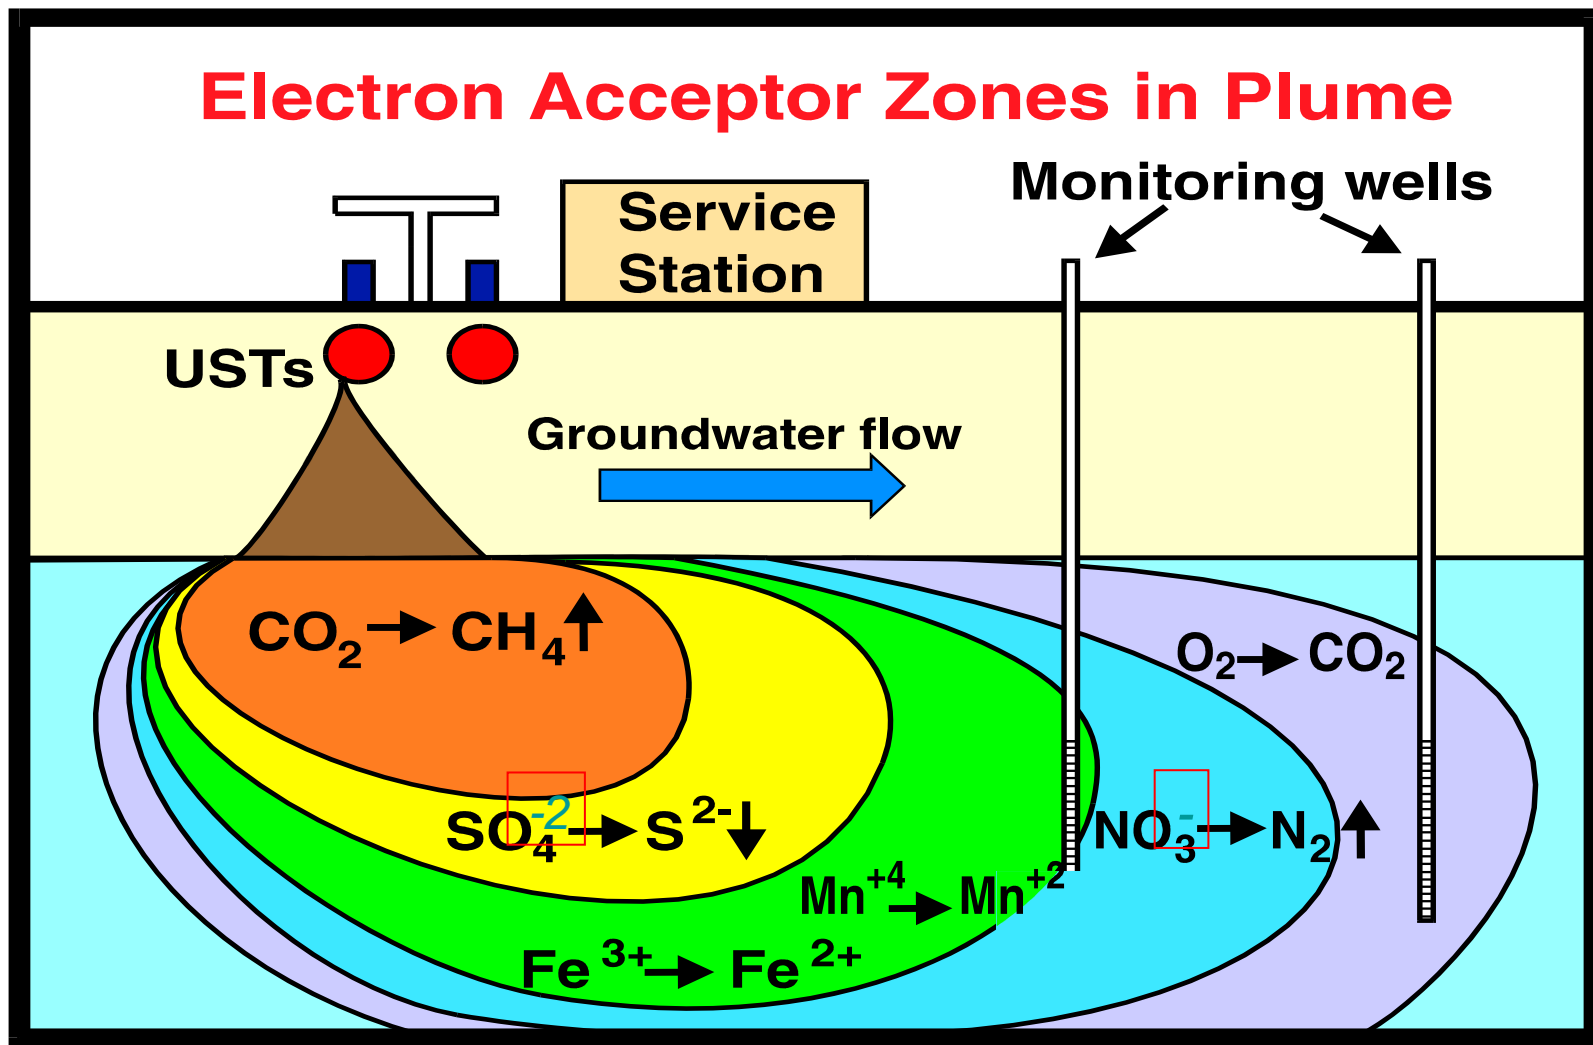 Electron Acceptor Zones in Plume
Monitoring wells
Service
Station
USTs
Groundwater flow
CO₂ → CH₄ ↑
O₂ → CO₂
SO₄⁻² → S²⁻ ↓
NO₃⁻ → N₂ ↑
Mn⁺⁴ → Mn⁺²
Fe³⁺ → Fe²⁺